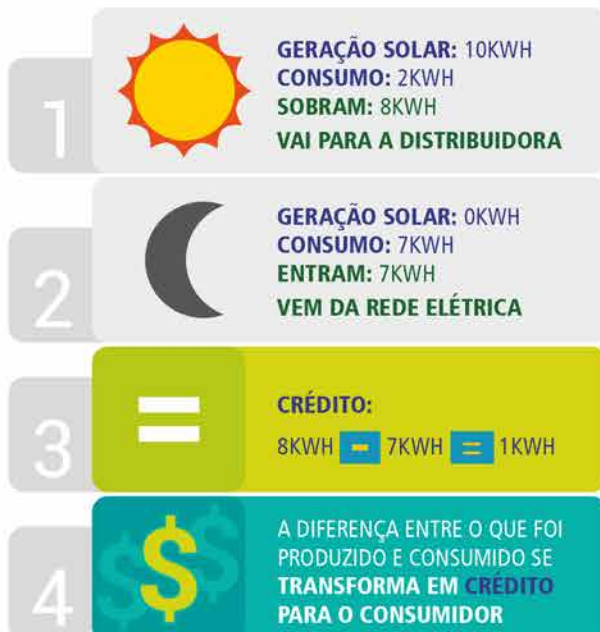 1
GERAÇÃO SOLAR: 10KWH
CONSUMO: 2KWH
SOBRAM: 8KWH
VAI PARA A DISTRIBUIDORA
2
GERAÇÃO SOLAR: 0KWH
CONSUMO: 7KWH
ENTRAM: 7KWH
VEM DA REDE ELÉTRICA
3
=
CRÉDITO:
8KWH - 7KWH = 1KWH
4
$ $ $
A DIFERENÇA ENTRE O QUE FOI
PRODUZIDO E CONSUMIDO SE
TRANSFORMA EM CRÉDITO
PARA O CONSUMIDOR